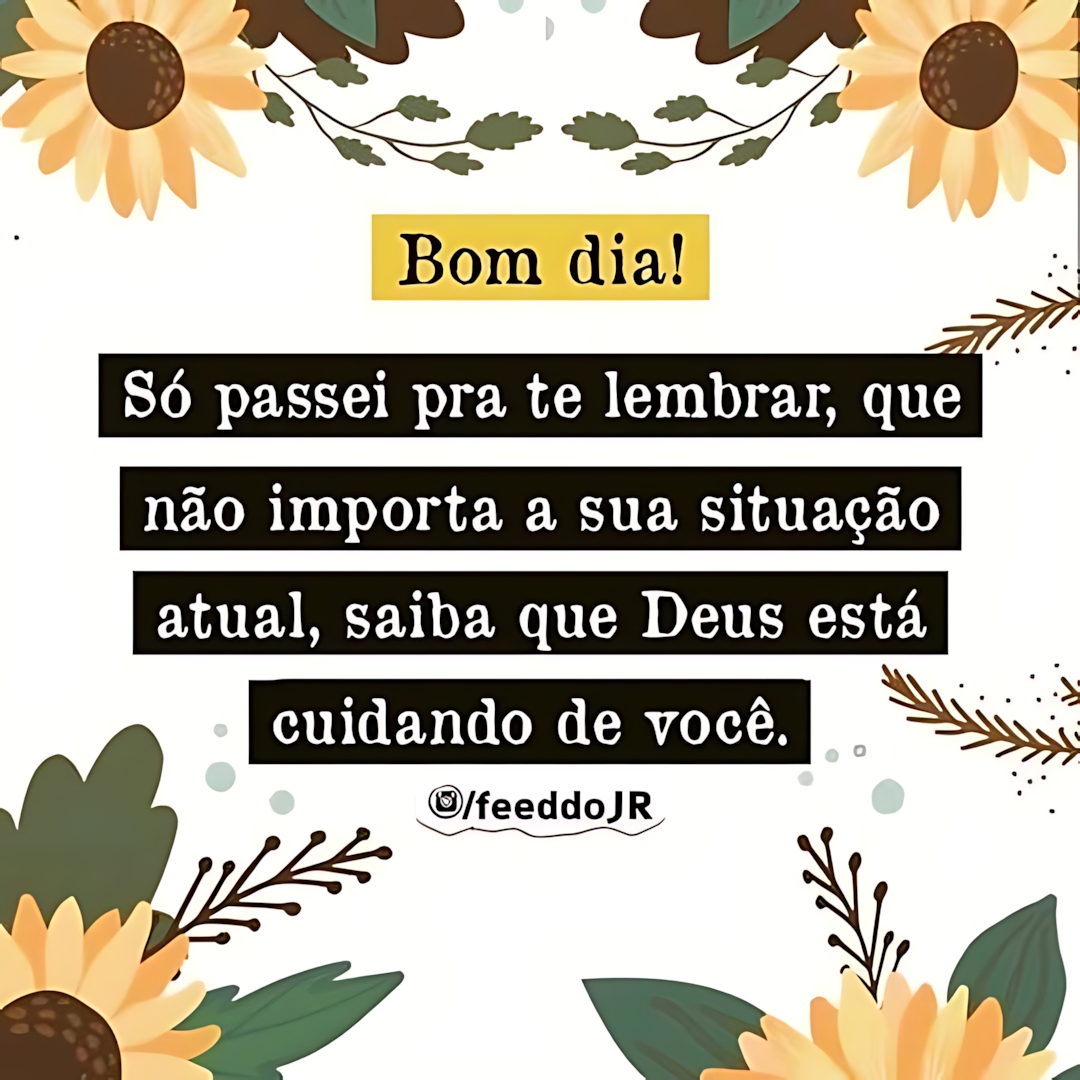 Bom dia!
Só passei pra te lembrar, que
não importa a sua situação
atual, saiba que Deus está
cuidando de você.
/feeddoJR